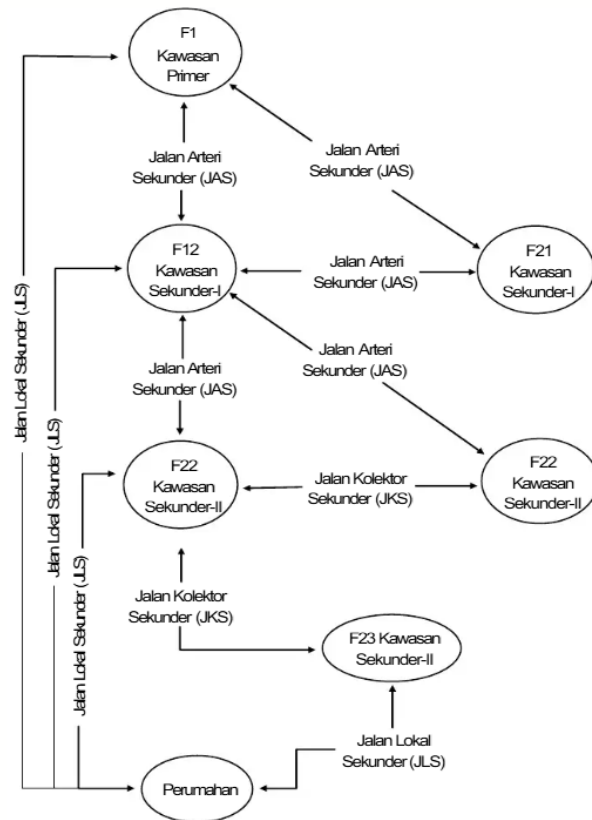 F1
Kawasan
Primer
Jalan Arteri
Sekunder (JAS)
Jalan Arteri
Sekunder (JAS)
F12
Kawasan
Sekunder-I
Jalan Arteri
Sekunder (JAS)
F21
Kawasan
Sekunder-I
Jalan Arteri
Sekunder (JAS)
Jalan Arteri
Sekunder (JAS)
F22
Kawasan
Sekunder-II
Jalan Kolektor
Sekunder (JKS)
F22
Kawasan
Sekunder-II
Jalan Kolektor
Sekunder (JKS)
F23 Kawasan
Sekunder-II
Jalan Lokal
Sekunder (JLS)
Perumahan
Jalan Lokal Sekunder (JLS)
Jalan Lokal Sekunder (JLS)
Jalan Lokal Sekunder (JLS)